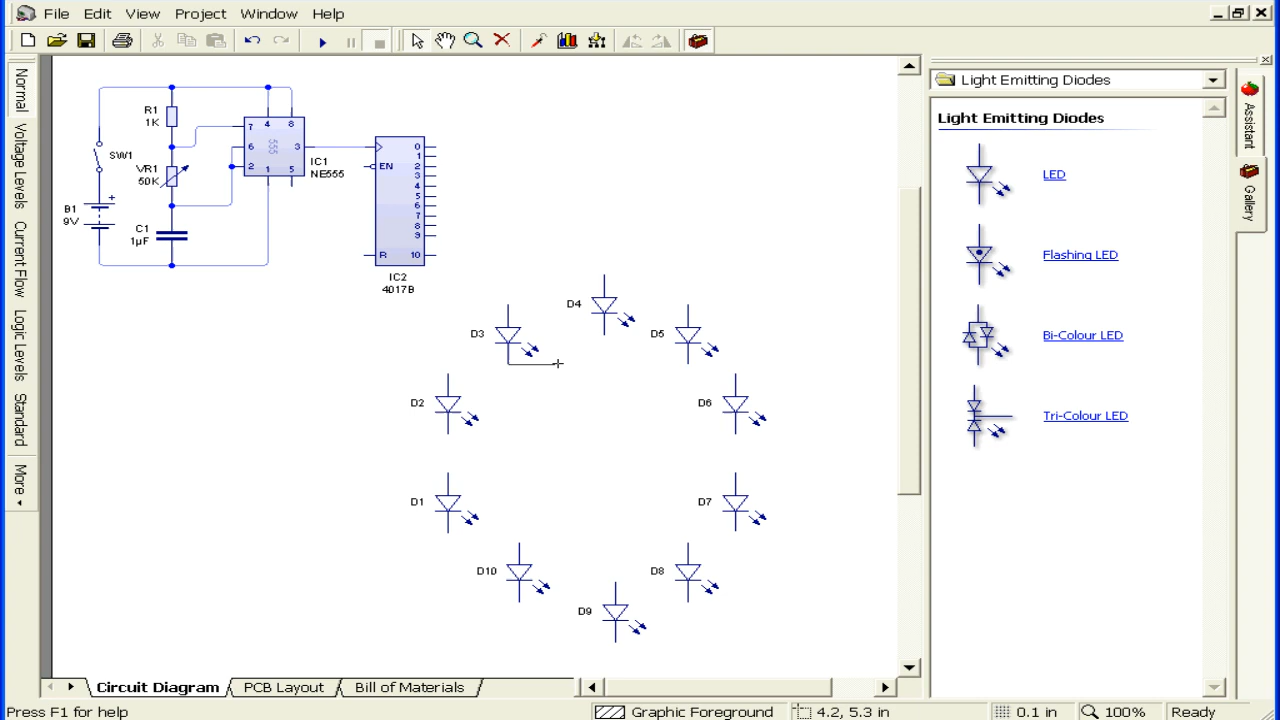 File Edit View Project Window Help
Normal
Voltage Levels
Current Flow
Logic Levels
Standard
More
R1
1K
SW1
VR1
50K
B1
9V
+
C1
1µF
7
4
8
6
2
3
1
5
555
IC1
NE555
EN
R
0
1
2
3
4
5
6
7
8
9
10
IC2
4017B
D4
D3
D5
D2
D6
D1
D7
D10
D8
D9
Light Emitting Diodes
Light Emitting Diodes
LED
Flashing LED
Bi-Colour LED
Tri-Colour LED
Assistant
Gallery
Circuit Diagram
PCB Layout
Bill of Materials
Press F1 for help
Graphic Foreground
4.2, 5.3 in
0.1 in
100%
Ready